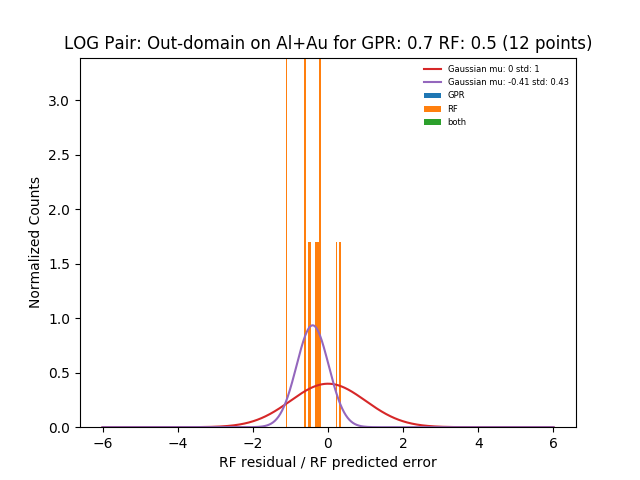 LOG Pair: Out-domain on Al+Au for GPR: 0.7 RF: 0.5 (12 points)
Gaussian mu: 0 std: 1
Gaussian mu: -0.41 std: 0.43
GPR
RF
both
Normalized Counts
3.0
2.5
2.0
1.5
1.0
0.5
0.0
−6 −4 −2 0 2 4 6
RF residual / RF predicted error